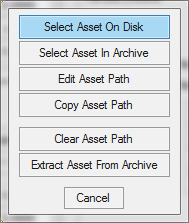 Select Asset On Disk
Select Asset In Archive
Edit Asset Path
Copy Asset Path
Clear Asset Path
Extract Asset From Archive
Cancel